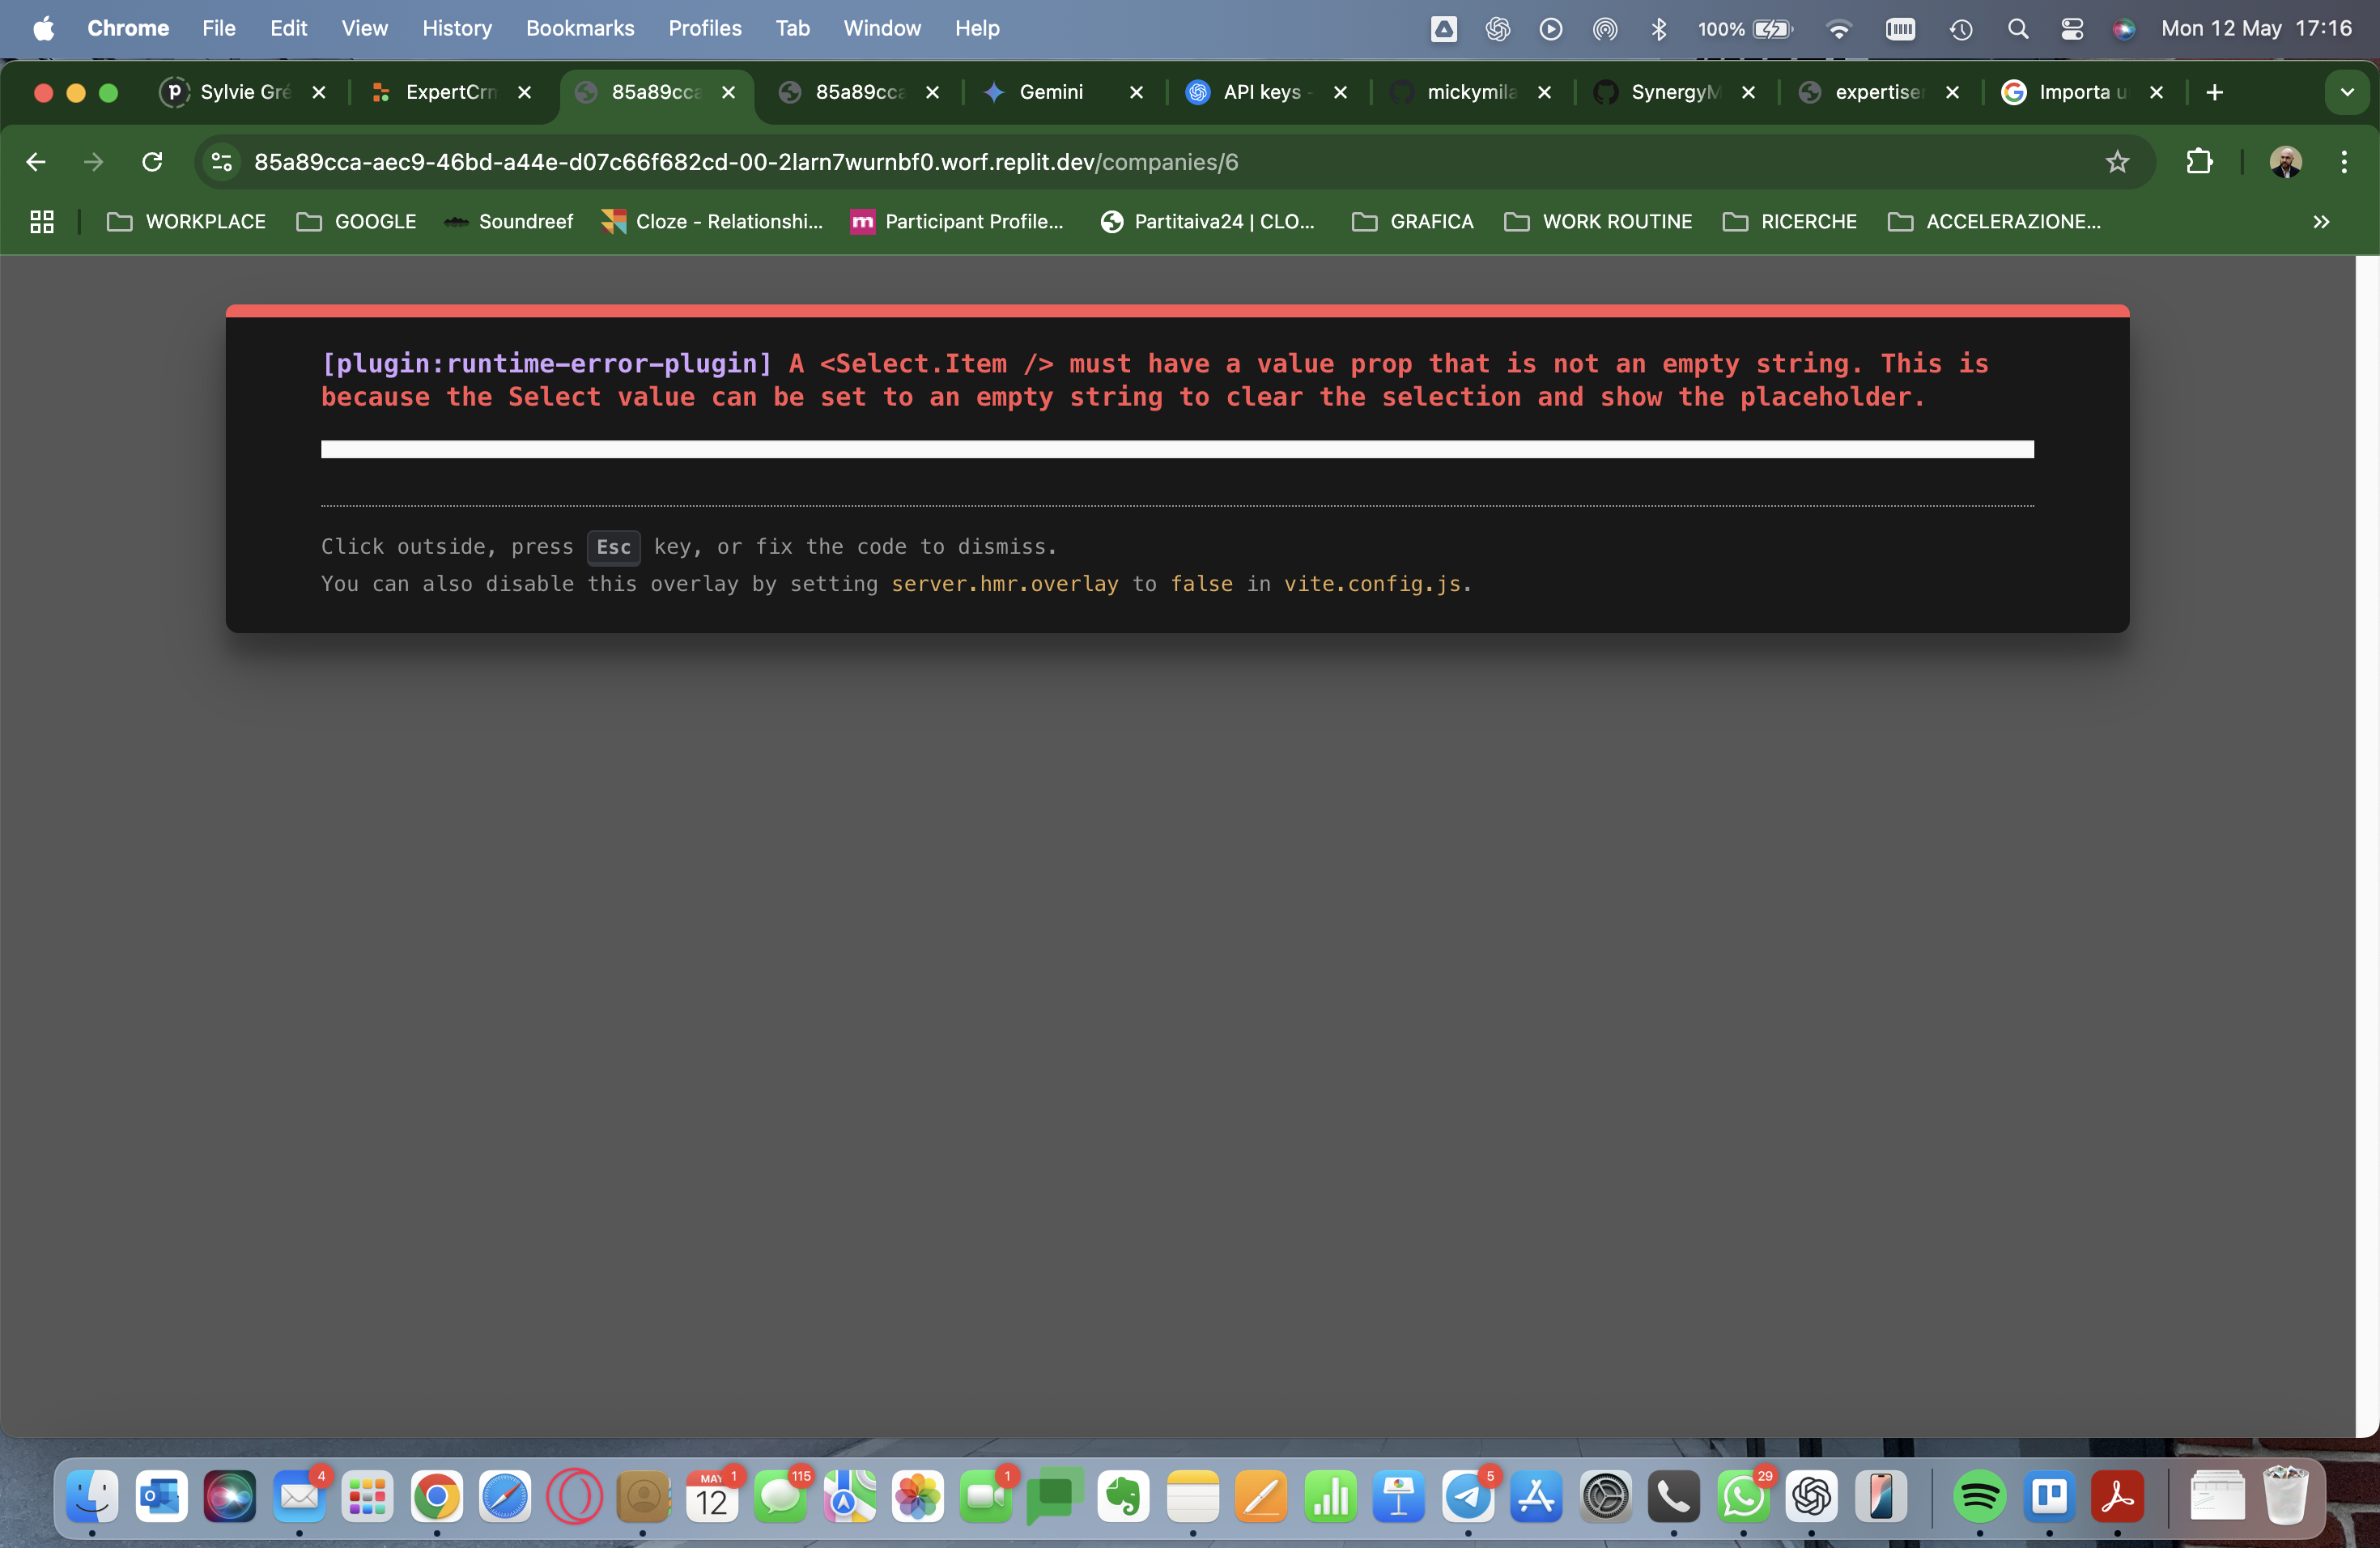 Chrome File Edit View History Bookmarks Profiles Tab Window Help 100% Mon 12 May 17:16
Sylvie Gré ExpertCrm 85a89cca 85a89cca Gemini API keys - mickymila SynergyM expertiser Importa u
85a89cca-aec9-46bd-a44e-d07c66f682cd-00-2larn7wurnbf0.worf.replit.dev/companies/6
WORKPLACE GOOGLE Soundreef Cloze - Relationshi... m Participant Profile... Partitaiva24 | CLO... GRAFICA WORK ROUTINE RICERCHE ACCELERAZIONE...
[plugin:runtime-error-plugin] A <Select.Item /> must have a value prop that is not an empty string. This is
because the Select value can be set to an empty string to clear the selection and show the placeholder.
Click outside, press Esc key, or fix the code to dismiss.
You can also disable this overlay by setting server.hmr.overlay to false in vite.config.js.
4 MAY 12 1 115 1 5 29